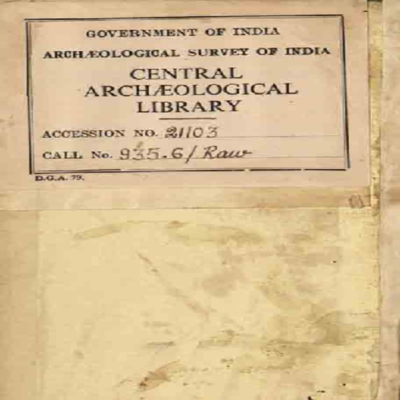 GOVERNMENT OF INDIA
ARCHÆOLOGICAL SURVEY OF INDIA
CENTRAL
ARCHÆOLOGICAL
LIBRARY
ACCESSION NO. 21103
CALL No. 935.6/Raw
D.G.A. 79.